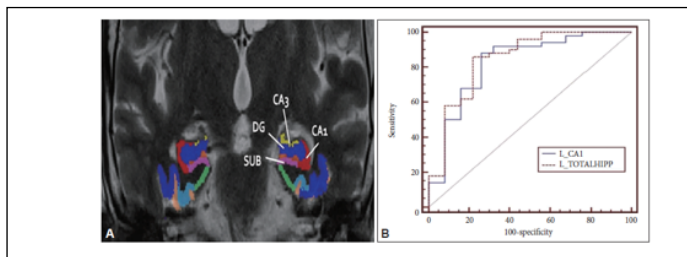 CA3
DG
CA1
SUB
A
B
Sensitivity
100
80
60
40
20
0
L_CA1
L_TOTALHIPP
0 20 40 60 80 100
100-specificity